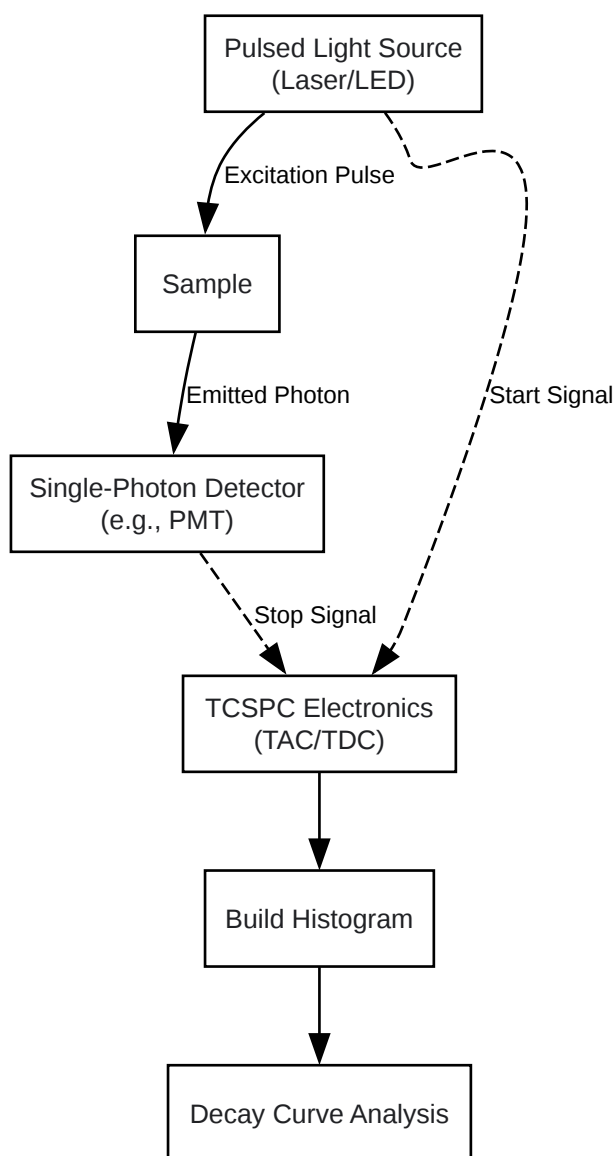 Pulsed Light Source
(Laser/LED)
Excitation Pulse
Sample
Emitted Photon
Start Signal
Single-Photon Detector
(e.g., PMT)
Stop Signal
TCSPC Electronics
(TAC/TDC)
Build Histogram
Decay Curve Analysis